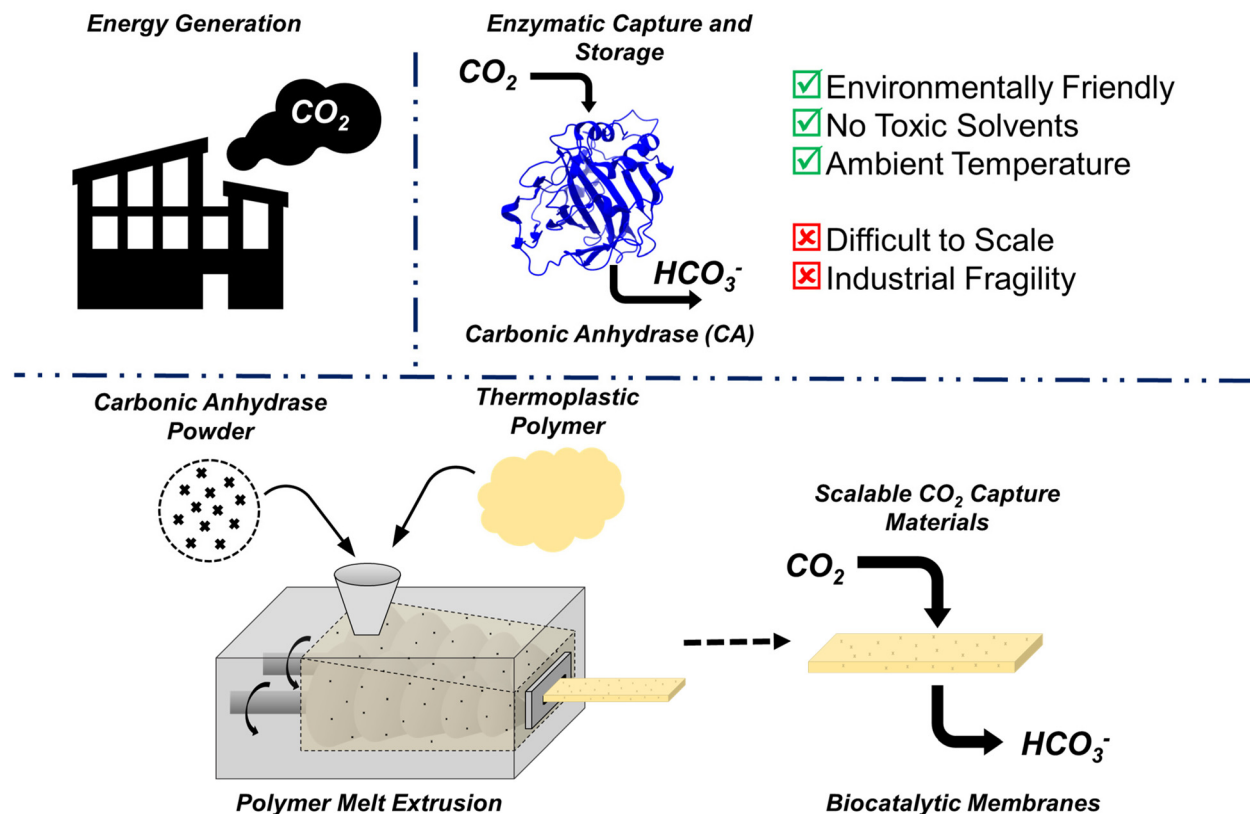 Energy Generation
CO₂
Enzymatic Capture and
Storage
CO₂
HCO₃⁻
Carbonic Anhydrase (CA)
Environmentally Friendly
No Toxic Solvents
Ambient Temperature
Difficult to Scale
Industrial Fragility
Carbonic Anhydrase
Powder
Thermoplastic
Polymer
Polymer Melt Extrusion
Scalable CO₂ Capture
Materials
CO₂
HCO₃⁻
Biocatalytic Membranes